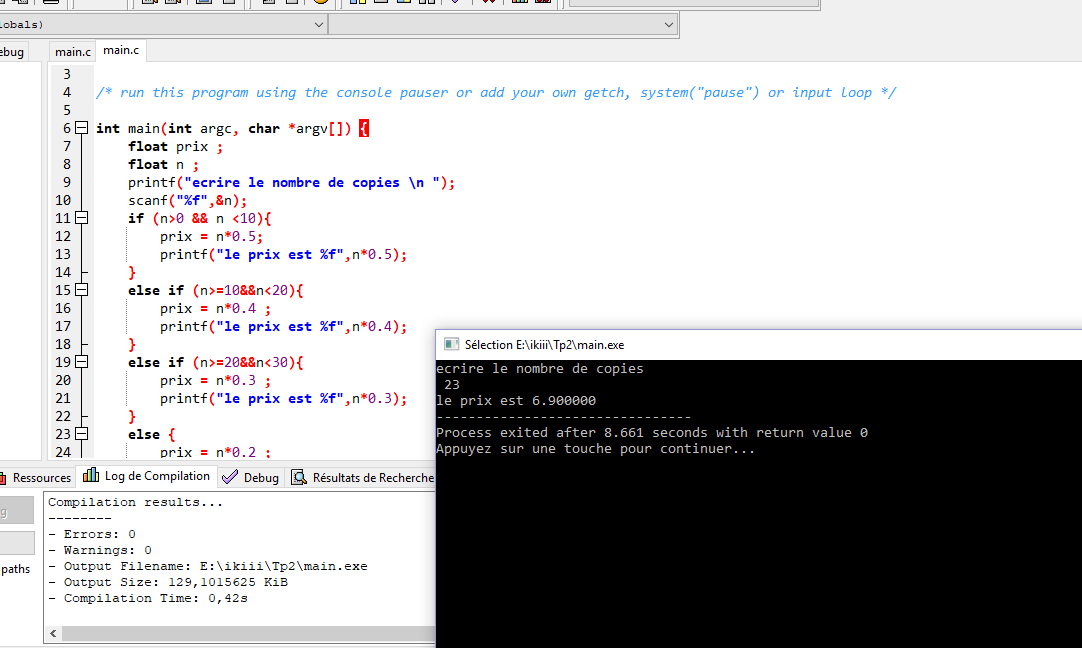 lobals)
ebug
main.c
main.c
3
4 /* run this program using the console pauser or add your own getch, system("pause") or input loop */
5
6 int main(int argc, char *argv[]) {
7 float prix ;
8 float n ;
9 printf("ecrire le nombre de copies \n ");
10 scanf("%f",&n);
11 if (n>0 && n <10){
12 prix = n*0.5;
13 printf("le prix est %f",n*0.5);
14 }
15 else if (n>=10&&n<20){
16 prix = n*0.4 ;
17 printf("le prix est %f",n*0.4);
18 }
19 else if (n>=20&&n<30){
20 prix = n*0.3 ;
21 printf("le prix est %f",n*0.3);
22 }
23 else {
24 prix = n*0.2 ;
Sélection E:\ikiii\Tp2\main.exe
ecrire le nombre de copies
23
le prix est 6.900000
--------------------------------
Process exited after 8.661 seconds with return value 0
Appuyez sur une touche pour continuer...
Ressources
Log de Compilation
Debug
Résultats de Recherche
g
paths
Compilation results...
--------
- Errors: 0
- Warnings: 0
- Output Filename: E:\ikiii\Tp2\main.exe
- Output Size: 129,1015625 KiB
- Compilation Time: 0,42s